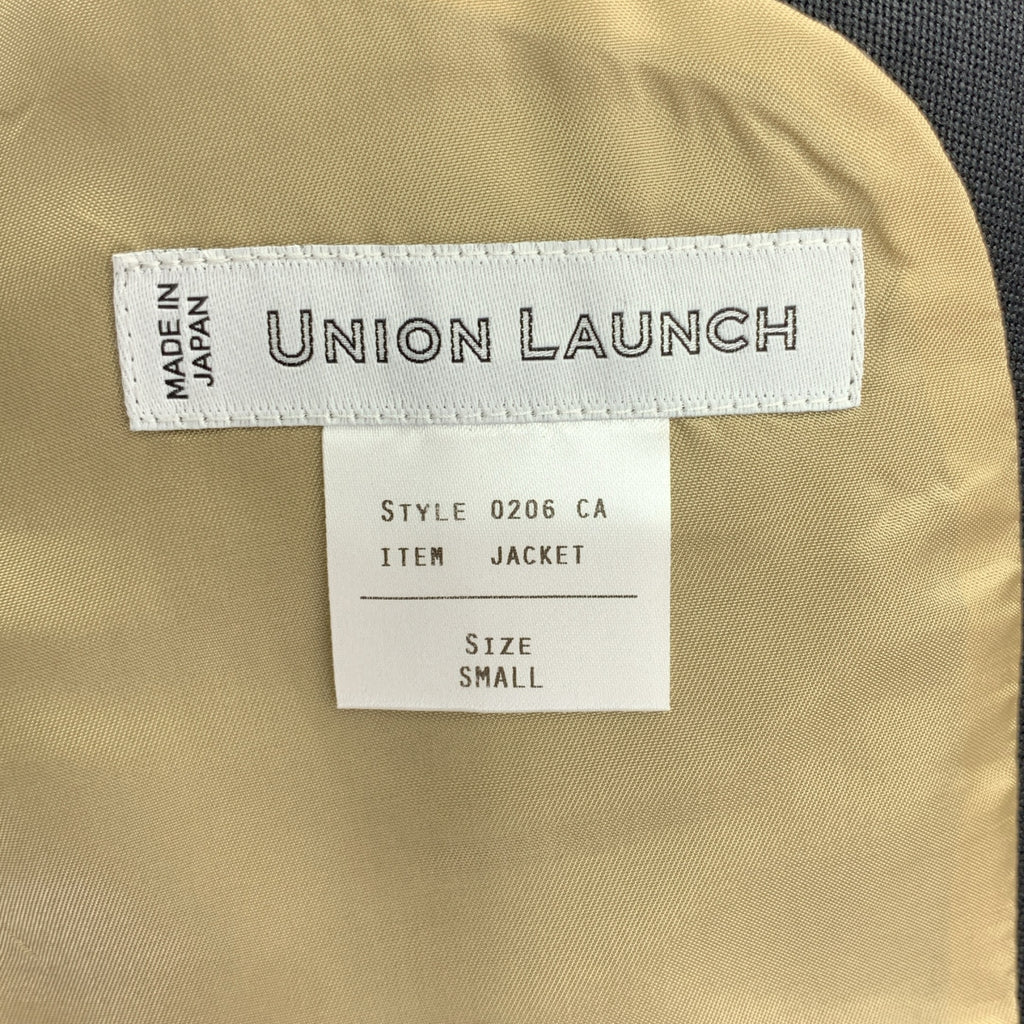 MADE IN
JAPAN
UNION LAUNCH
STYLE 0206 CA
ITEM JACKET
SIZE
SMALL